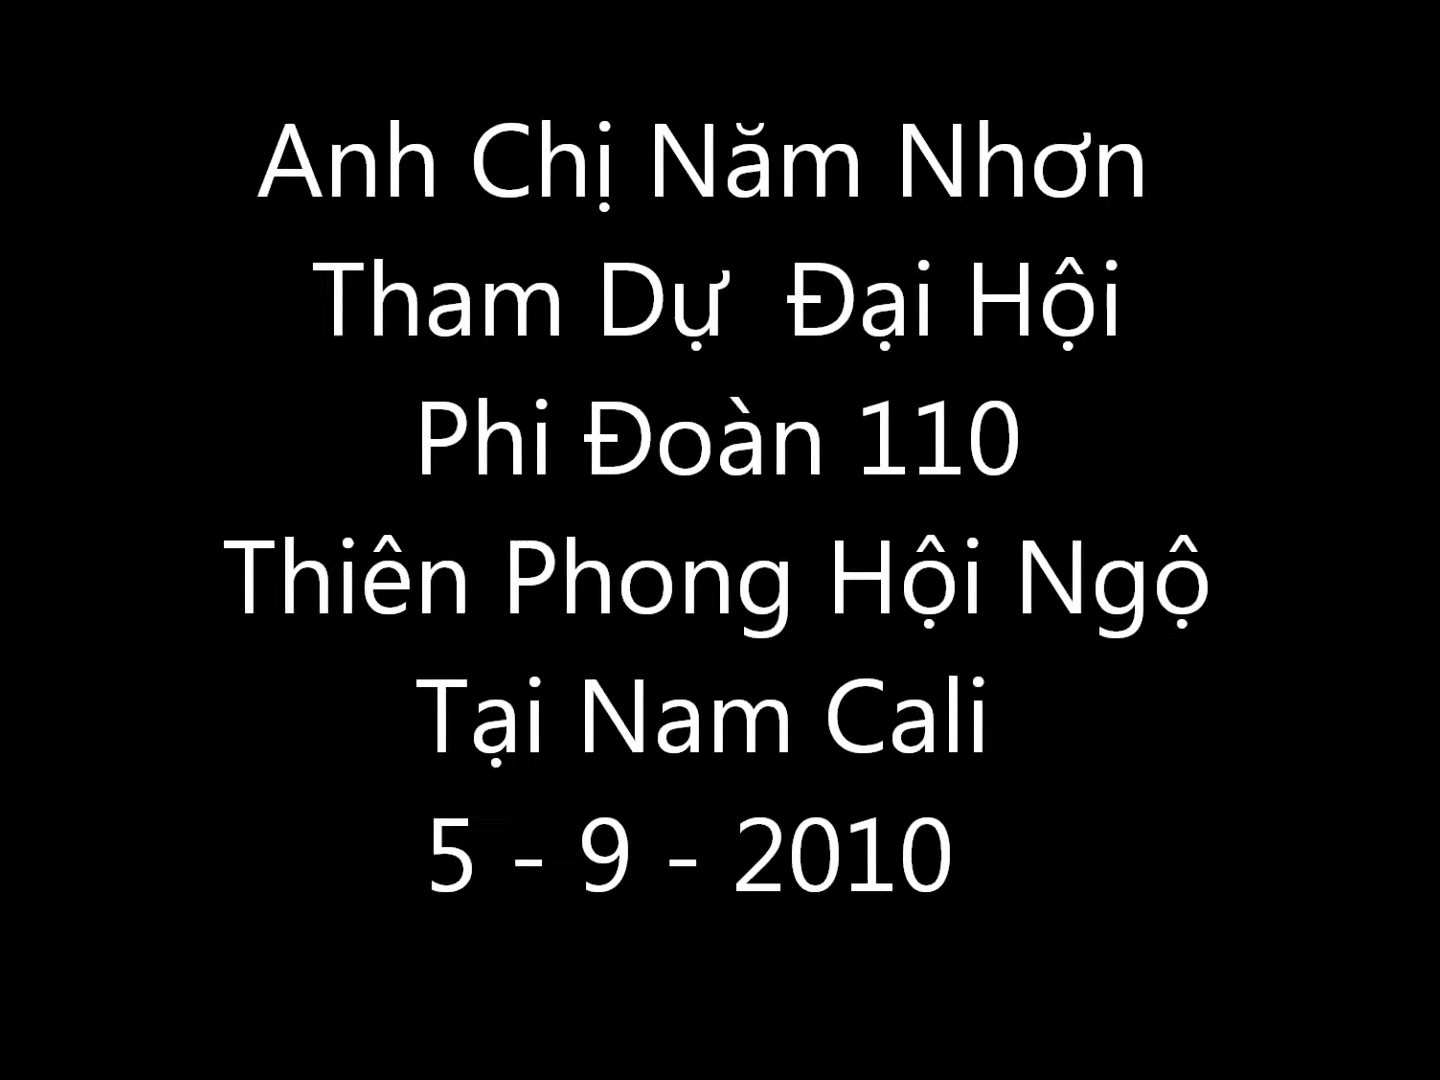 Anh Chị Năm Nhơn
Tham Dự  Đại Hội
Phi Đoàn 110
Thiên Phong Hội Ngộ
Tại Nam Cali
5 - 9 - 2010